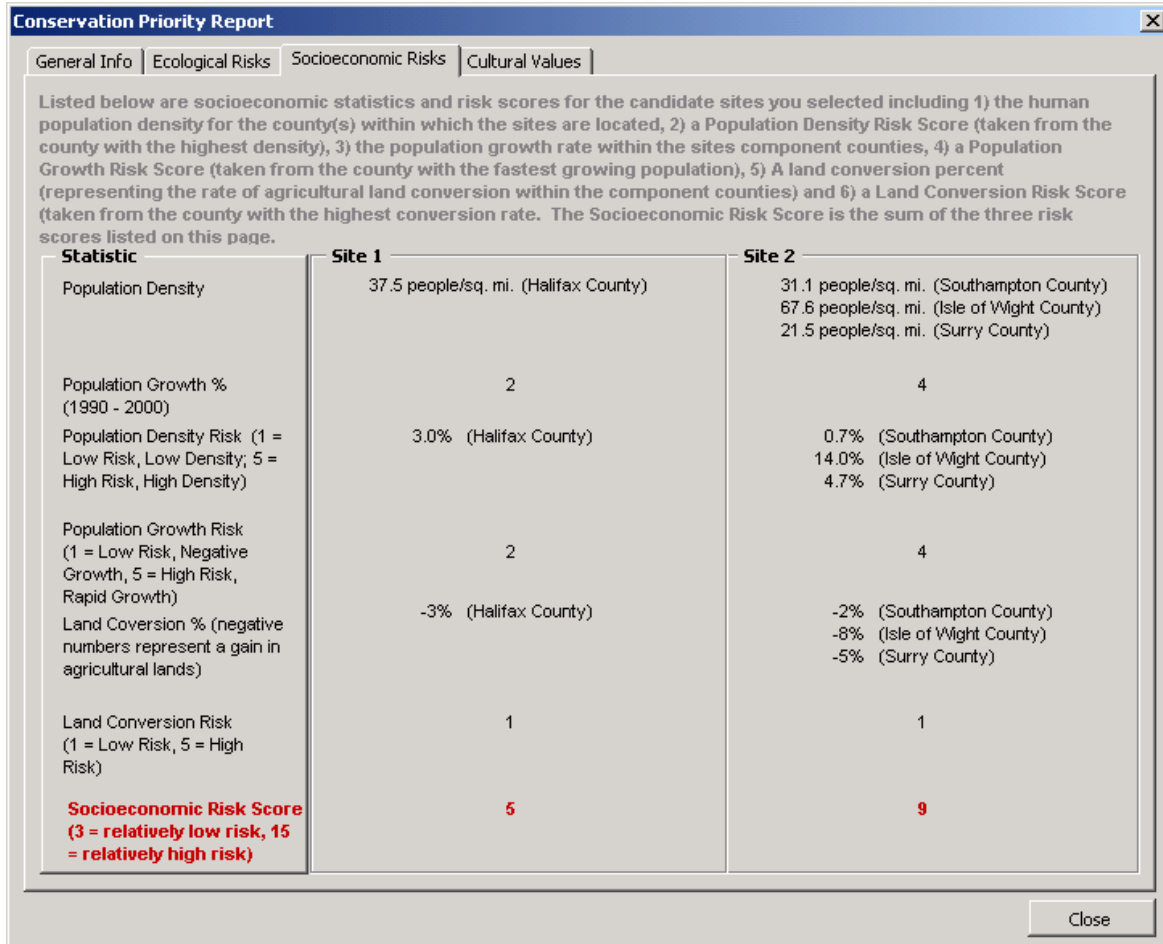 Conservation Priority Report
General Info
Ecological Risks
Socioeconomic Risks
Cultural Values
Listed below are socioeconomic statistics and risk scores for the candidate sites you selected including 1) the human
population density for the county(s) within which the sites are located, 2) a Population Density Risk Score (taken from the
county with the highest density), 3) the population growth rate within the sites component counties, 4) a Population
Growth Risk Score (taken from the county with the fastest growing population), 5) A land conversion percent
(representing the rate of agricultural land conversion within the component counties) and 6) a Land Conversion Risk Score
(taken from the county with the highest conversion rate. The Socioeconomic Risk Score is the sum of the three risk
scores listed on this page.
Statistic Site 1 Site 2
Population Density 37.5 people/sq. mi. (Halifax County) 31.1 people/sq. mi. (Southampton County)
67.6 people/sq. mi. (Isle of Wight County)
21.5 people/sq. mi. (Surry County)
Population Growth % 2 4
(1990 - 2000)
Population Density Risk (1 = 3.0% (Halifax County) 0.7% (Southampton County)
Low Risk, Low Density; 5 = 14.0% (Isle of Wight County)
High Risk, High Density) 4.7% (Surry County)
Population Growth Risk
(1 = Low Risk, Negative 2 4
Growth, 5 = High Risk,
Rapid Growth)
-3% (Halifax County) -2% (Southampton County)
Land Coversion % (negative
numbers represent a gain in -8% (Isle of Wight County)
agricultural lands) -5% (Surry County)
Land Conversion Risk 1 1
(1 = Low Risk, 5 = High
Risk)
Socioeconomic Risk Score 5 9
(3 = relatively low risk, 15
= relatively high risk)
Close